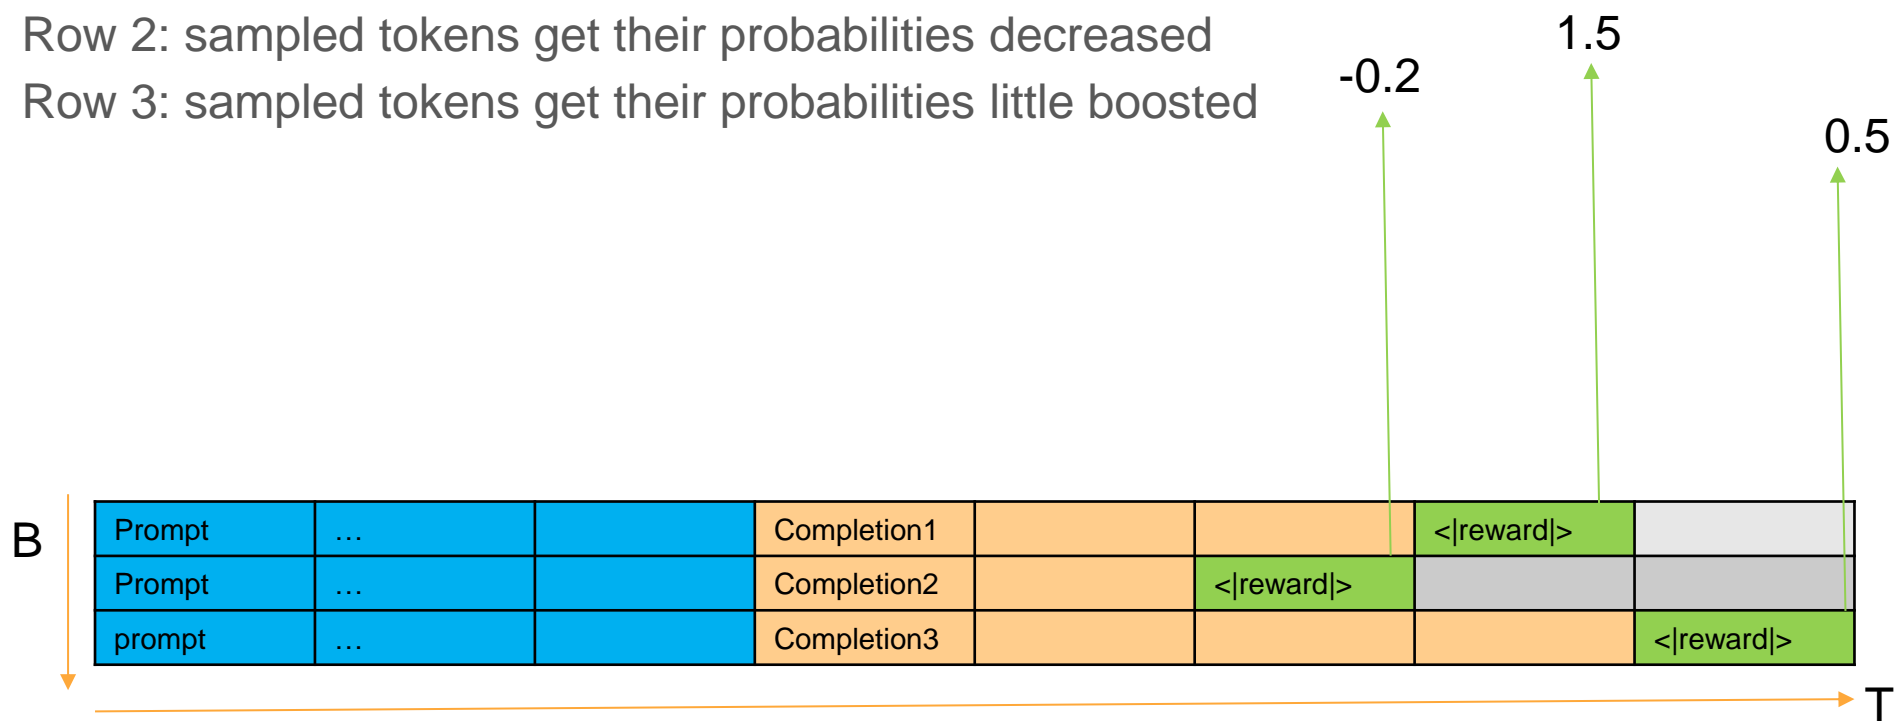 Row 2: sampled tokens get their probabilities decreased
Row 3: sampled tokens get their probabilities little boosted
1.5
-0.2
0.5
B
Prompt … Completion1 <|reward|>
Prompt … Completion2 <|reward|>
prompt … Completion3 <|reward|>
T